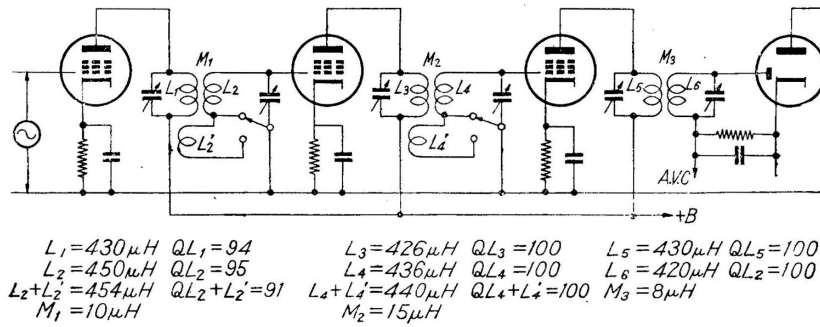 M₁
M₂
M₃
L₁
L₂
L₃
L₄
L₅
L₆
L₂'
L₄'
A.V.C
+B
L₁=430μH QL₁=94
L₂=450μH QL₂=95
L₂+L₂'=454μH QL₂+L₂'=91
M₁=10μH
L₃=426μH QL₃=100
L₄=436μH QL₄=100
L₄+L₄'=440μH QL₄+L₄'=100
M₂=15μH
L₅=430μH QL₅=100
L₆=420μH QL₂=100
M₃=8μH